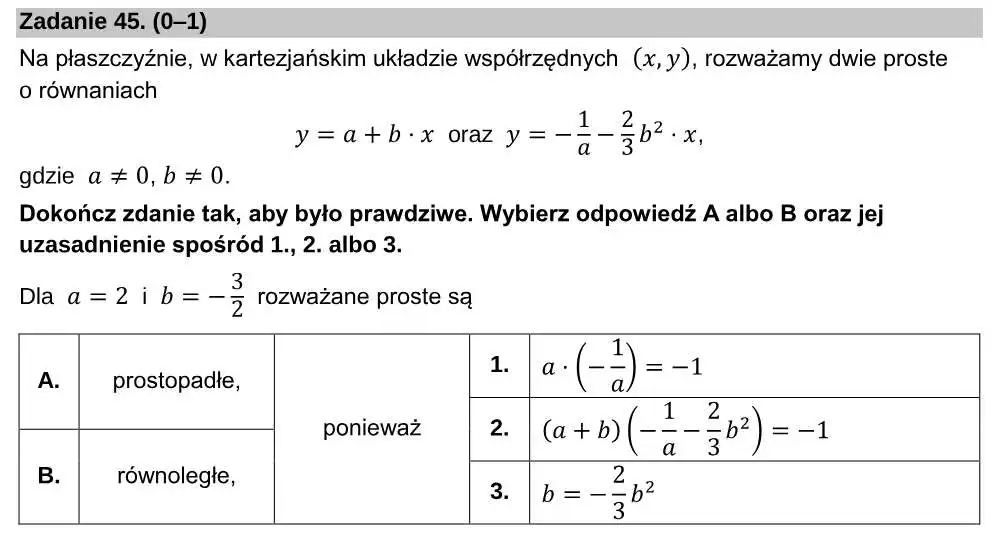 Zadanie 45. (0–1)
Na płaszczyźnie, w kartezjańskim układzie współrzędnych (x, y), rozważamy dwie proste
o równaniach
y = a + b · x oraz y = −1/a − 2/3 b² · x,
gdzie a ≠ 0, b ≠ 0.
Dokończ zdanie tak, aby było prawdziwe. Wybierz odpowiedź A albo B oraz jej
uzasadnienie spośród 1., 2. albo 3.
Dla a = 2 i b = −3/2 rozważane proste są
A. prostopadłe,
B. równoległe,
ponieważ
1. a · (−1/a) = −1
2. (a + b)(−1/a − 2/3 b²) = −1
3. b = −2/3 b²